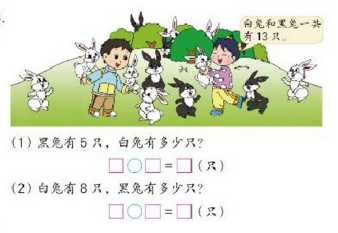 白兔和黑兔一共
有13只。
(1) 黑兔有5只，白兔有多少只？
□○□=□(只)
(2) 白兔有8只，黑兔有多少只？
□○□=□(只)